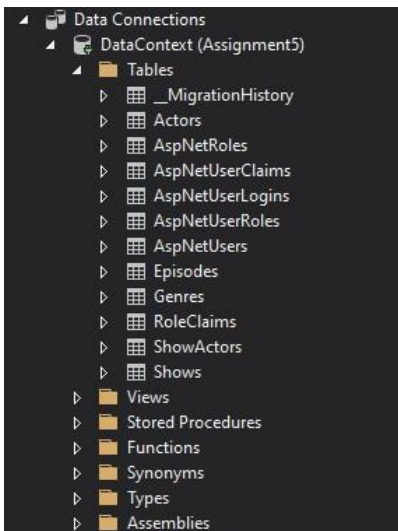 Data Connections
DataContext (Assignment5)
Tables
__MigrationHistory
Actors
AspNetRoles
AspNetUserClaims
AspNetUserLogins
AspNetUserRoles
AspNetUsers
Episodes
Genres
RoleClaims
ShowActors
Shows
Views
Stored Procedures
Functions
Synonyms
Types
Assemblies